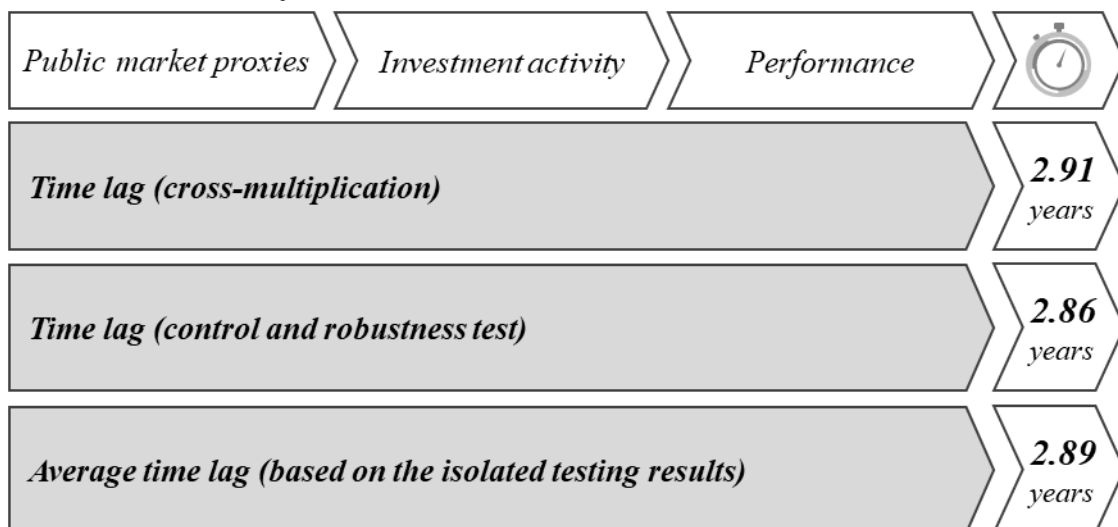 Public market proxies
Investment activity
Performance
Time lag (cross-multiplication)
2.91
years
Time lag (control and robustness test)
2.86
years
Average time lag (based on the isolated testing results)
2.89
years